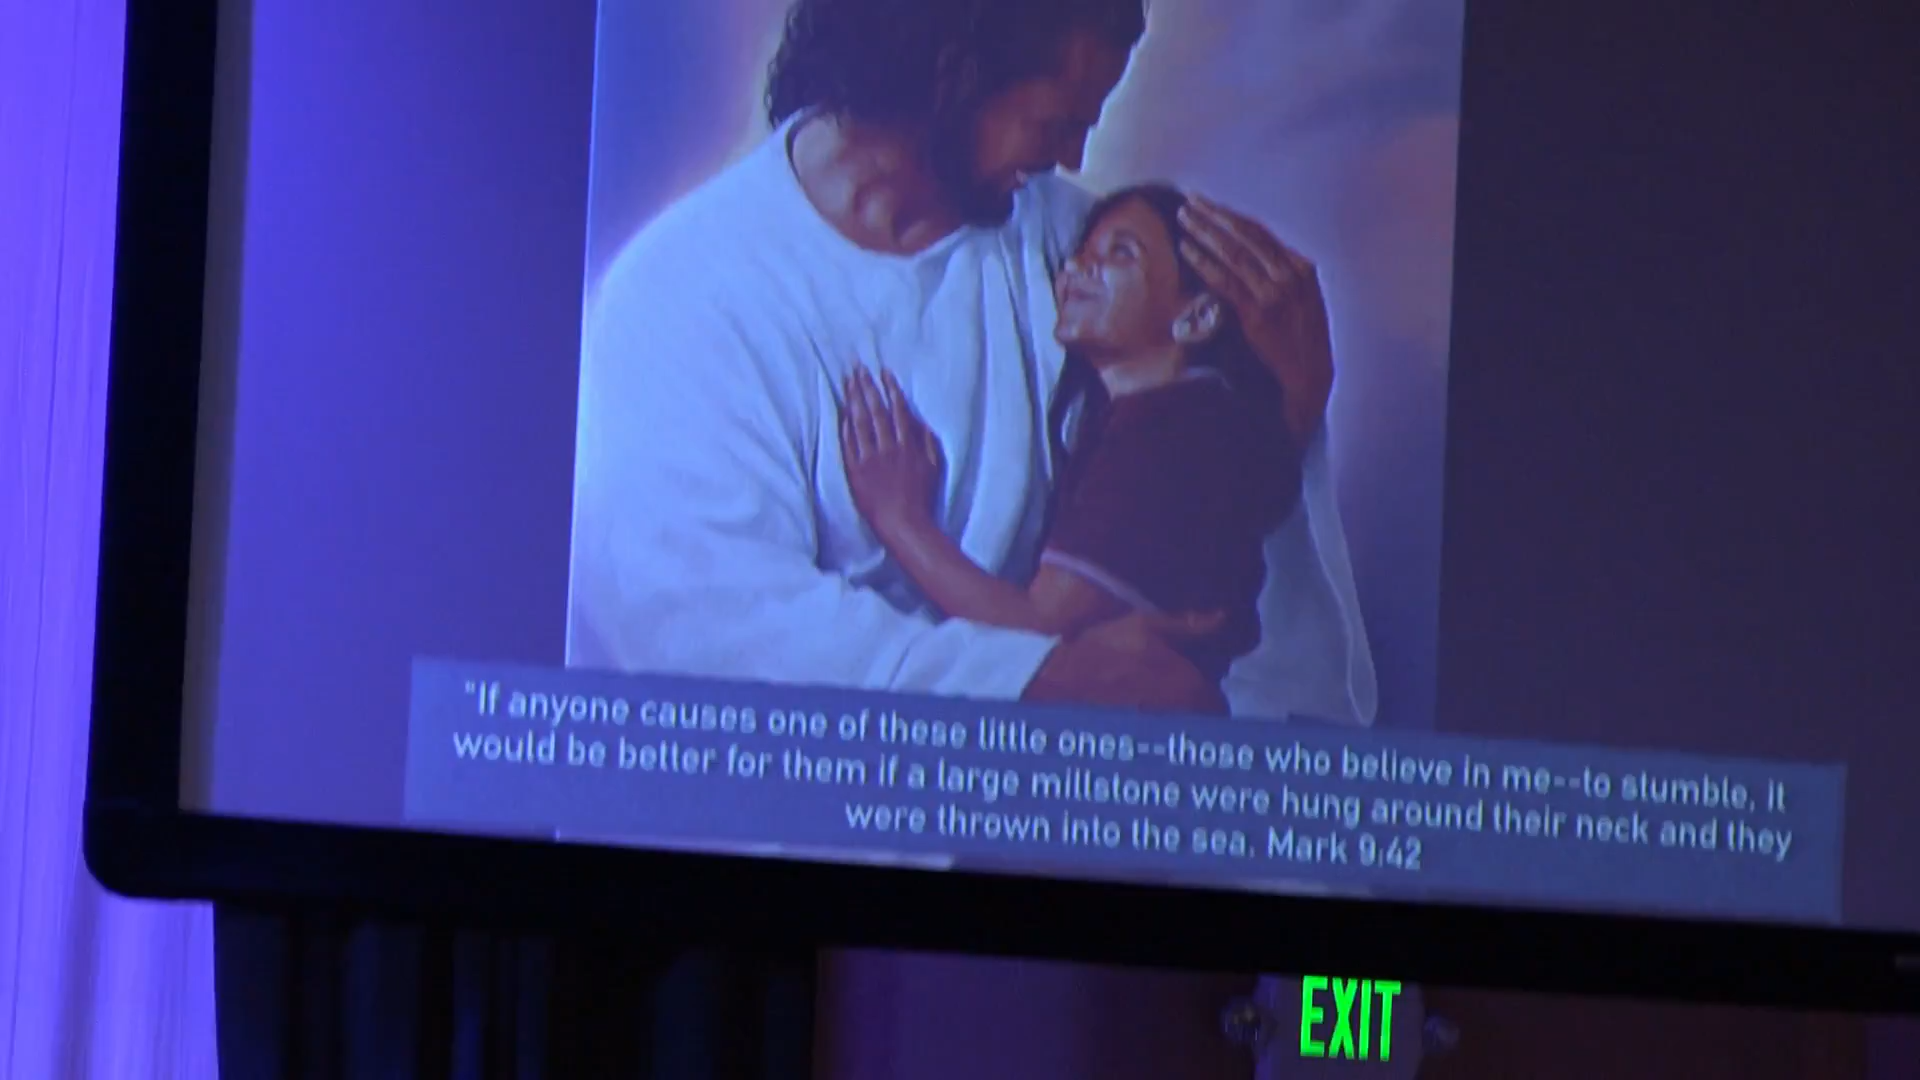 "If anyone causes one of these little ones--those who believe in me--to stumble, it
would be better for them if a large millstone were hung around their neck and they
were thrown into the sea. Mark 9:42
EXIT